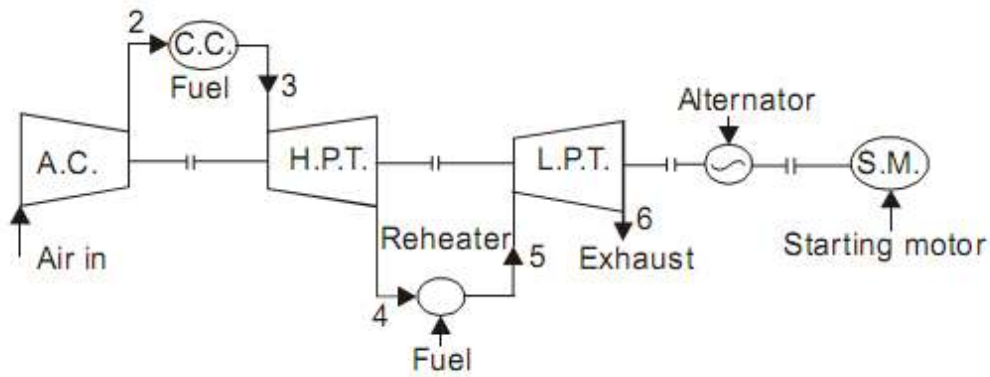 2
C.C.
Fuel
3
Alternator
A.C.
H.P.T.
L.P.T.
S.M.
Air in
Reheater
5
6
Exhaust
Starting motor
4
Fuel